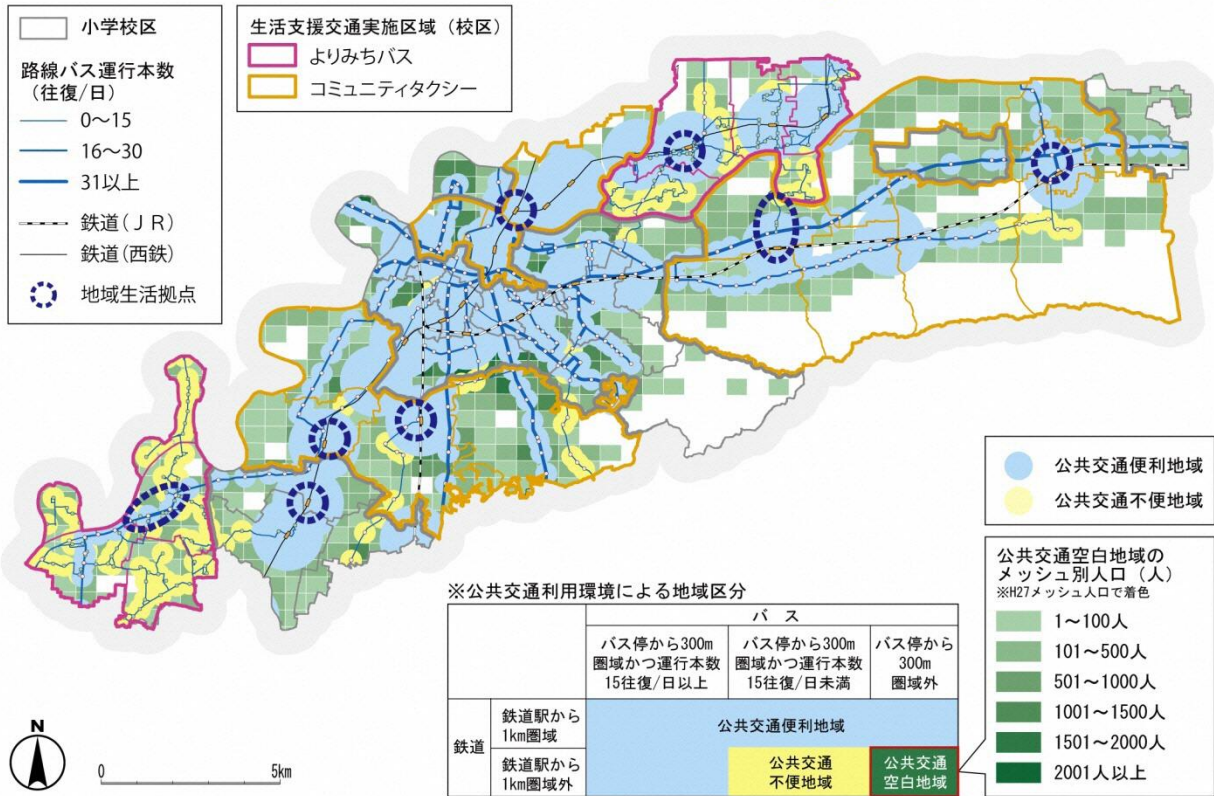 小学校区
路線バス運行本数
（往復/日）
0～15
16～30
31以上
鉄道(ＪＲ)
鉄道(西鉄)
地域生活拠点
生活支援交通実施区域（校区）
よりみちバス
コミュニティタクシー
公共交通便利地域
公共交通不便地域
公共交通空白地域の
メッシュ別人口（人）
※H27メッシュ人口で着色
1～100人
101～500人
501～1000人
1001～1500人
1501～2000人
2001人以上
※公共交通利用環境による地域区分
バス
バス停から300m
圏域かつ運行本数
15往復/日以上
バス停から300m
圏域かつ運行本数
15往復/日未満
バス停から
300m
圏域外
鉄道
鉄道駅から
1km圏域
公共交通便利地域
鉄道駅から
1km圏域外
公共交通
不便地域
公共交通
空白地域
N
0
5km